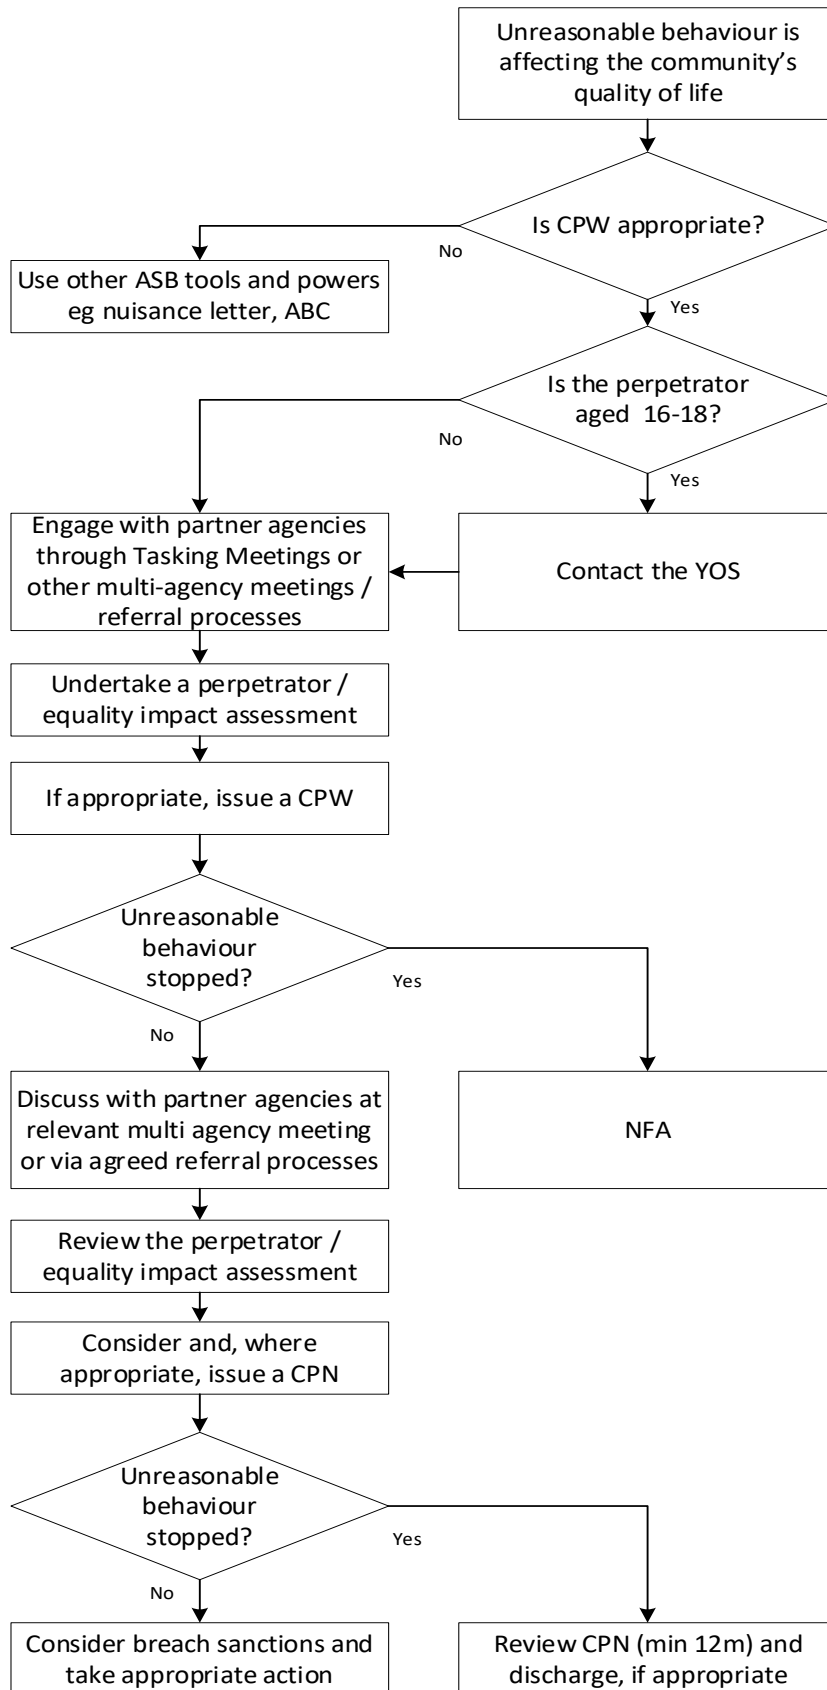 Unreasonable behaviour is
affecting the community’s
quality of life
Is CPW appropriate?
No
Yes
Use other ASB tools and powers
eg nuisance letter, ABC
Is the perpetrator
aged 16-18?
No
Yes
Engage with partner agencies
through Tasking Meetings or
other multi-agency meetings /
referral processes
Contact the YOS
Undertake a perpetrator /
equality impact assessment
If appropriate, issue a CPW
Unreasonable
behaviour
stopped?
Yes
No
Discuss with partner agencies at
relevant multi agency meeting
or via agreed referral processes
NFA
Review the perpetrator /
equality impact assessment
Consider and, where
appropriate, issue a CPN
Unreasonable
behaviour
stopped?
Yes
No
Consider breach sanctions and
take appropriate action
Review CPN (min 12m) and
discharge, if appropriate